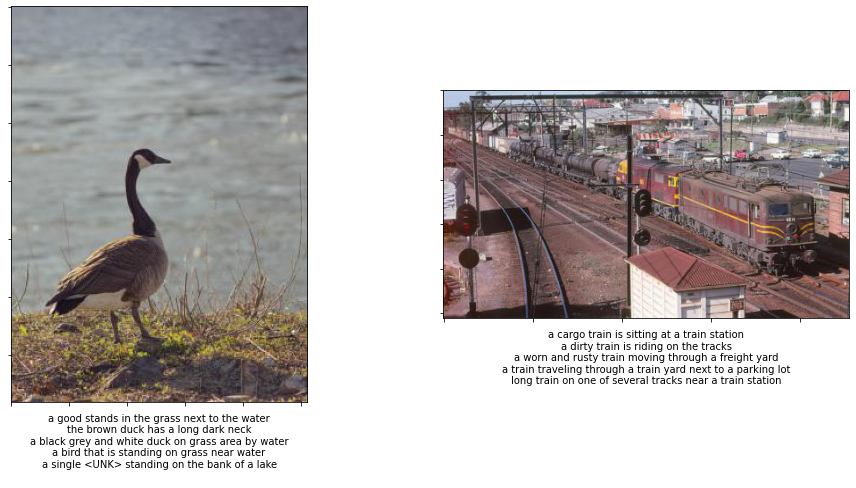 a good stands in the grass next to the water
the brown duck has a long dark neck
a black grey and white duck on grass area by water
a bird that is standing on grass near water
a single <UNK> standing on the bank of a lake
a cargo train is sitting at a train station
a dirty train is riding on the tracks
a worn and rusty train moving through a freight yard
a train traveling through a train yard next to a parking lot
long train on one of several tracks near a train station